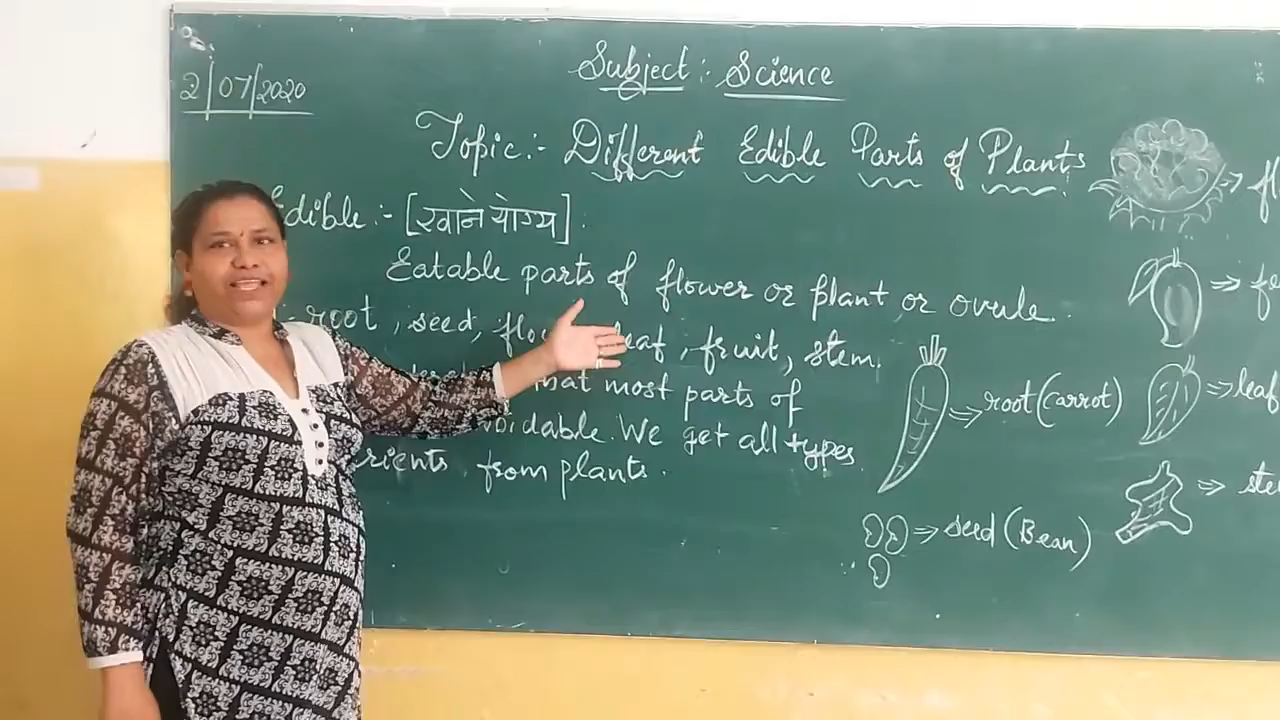 2/07/2020
Subject:- Science
Topic:- Different Edible Parts of Plants
Edible:- [खाने योग्य].
Eatable parts of flower or plant or ovule.
:- root, seed, leaf, fruit, stem.
that most parts of
We get all types
from plants.
root (carrot)
leaf
seed (Bean)